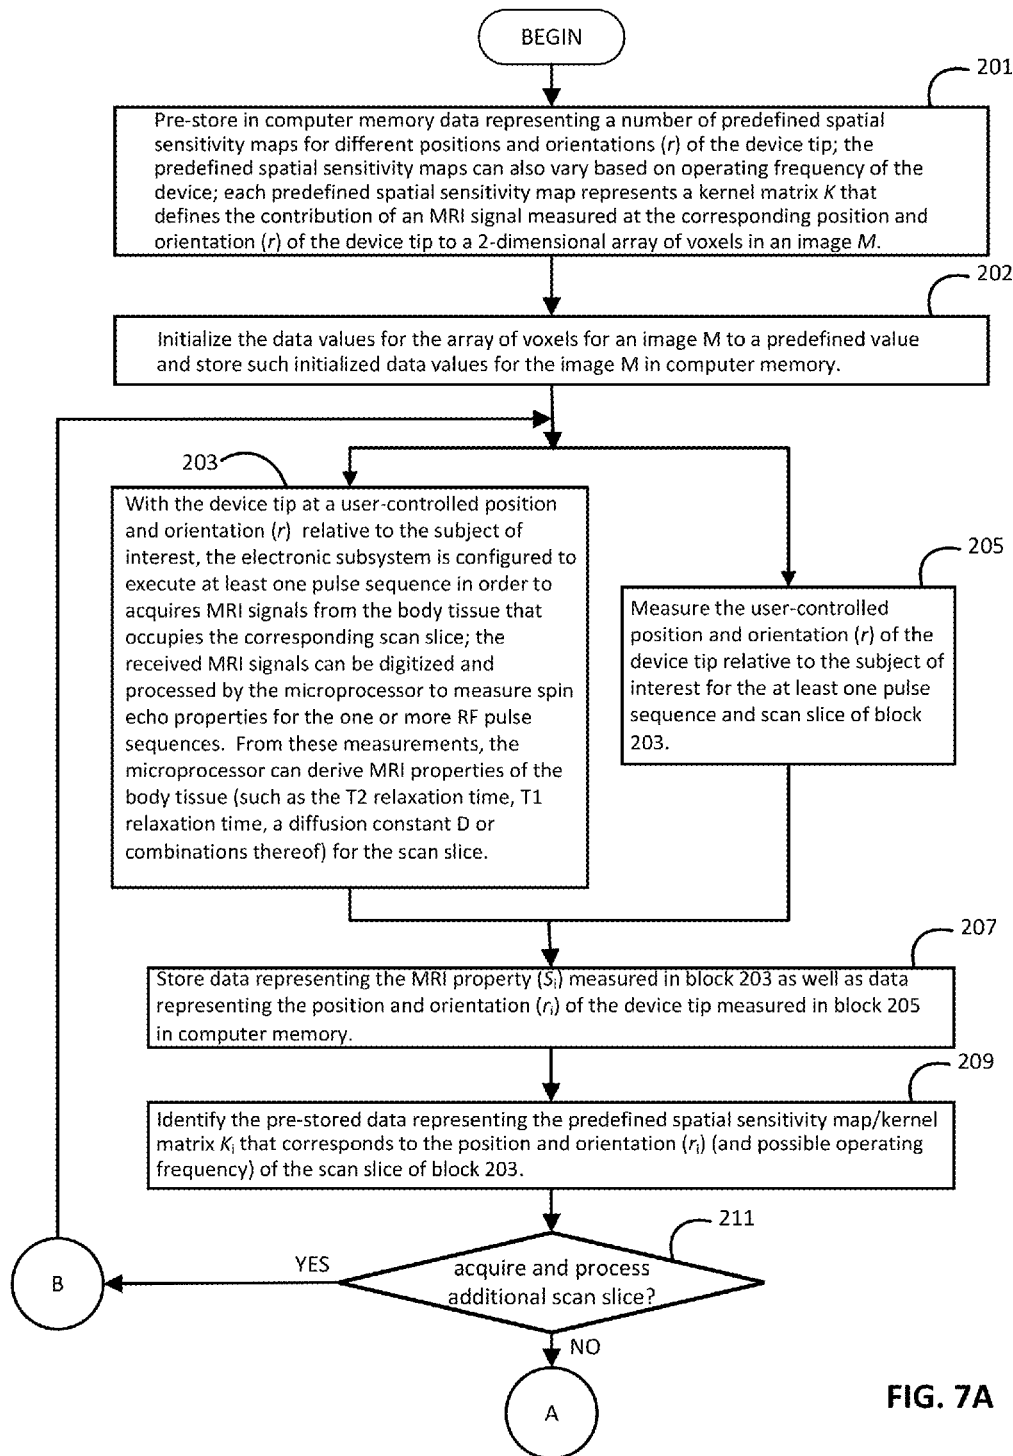 BEGIN
201
Pre-store in computer memory data representing a number of predefined spatial
sensitivity maps for different positions and orientations (r) of the device tip; the
predefined spatial sensitivity maps can also vary based on operating frequency of the
device; each predefined spatial sensitivity map represents a kernel matrix K that
defines the contribution of an MRI signal measured at the corresponding position and
orientation (r) of the device tip to a 2-dimensional array of voxels in an image M.
202
Initialize the data values for the array of voxels for an image M to a predefined value
and store such initialized data values for the image M in computer memory.
203
With the device tip at a user-controlled position
and orientation (r) relative to the subject of
interest, the electronic subsystem is configured to
execute at least one pulse sequence in order to
acquires MRI signals from the body tissue that
occupies the corresponding scan slice; the
received MRI signals can be digitized and
processed by the microprocessor to measure spin
echo properties for the one or more RF pulse
sequences. From these measurements, the
microprocessor can derive MRI properties of the
body tissue (such as the T2 relaxation time, T1
relaxation time, a diffusion constant D or
combinations thereof) for the scan slice.
205
Measure the user-controlled
position and orientation (r) of the
device tip relative to the subject of
interest for the at least one pulse
sequence and scan slice of block
203.
207
Store data representing the MRI property (Si) measured in block 203 as well as data
representing the position and orientation (ri) of the device tip measured in block 205
in computer memory.
209
Identify the pre-stored data representing the predefined spatial sensitivity map/kernel
matrix Ki that corresponds to the position and orientation (ri) (and possible operating
frequency) of the scan slice of block 203.
211
acquire and process
additional scan slice?
YES
B
NO
A
FIG. 7A